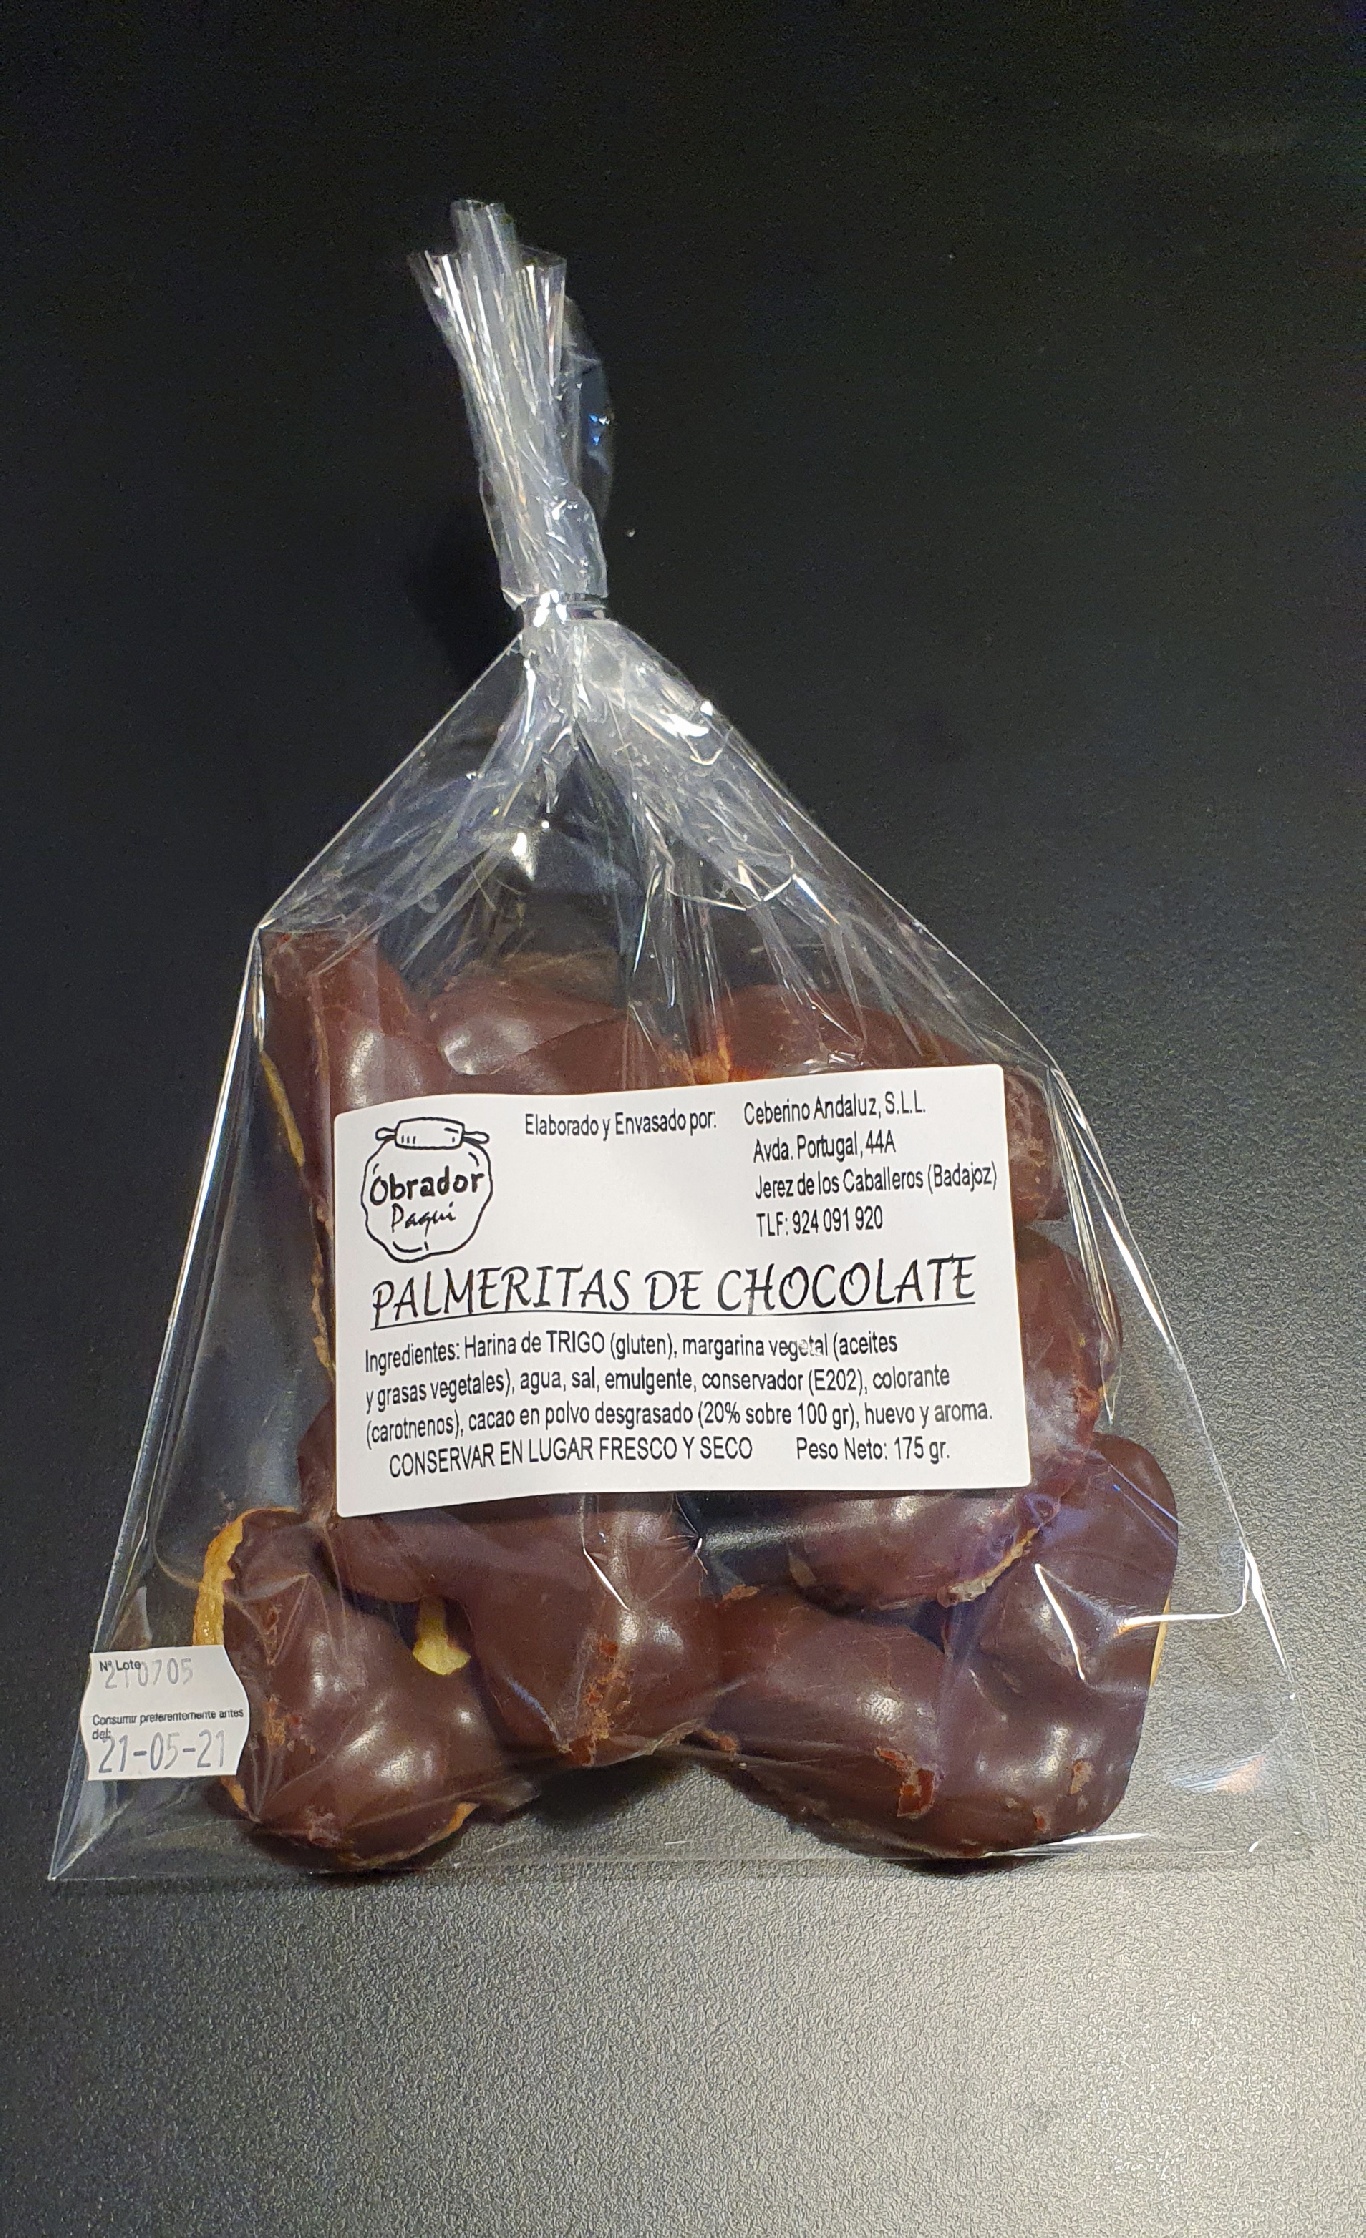 Obrador
Paqui
Elaborado y Envasado por:
Ceberino Andaluz, S.L.L.
Avda. Portugal, 44A
Jerez de los Caballeros (Badajoz)
TLF: 924 091 920
PALMERITAS DE CHOCOLATE
Ingredientes: Harina de TRIGO (gluten), margarina vegetal (aceites
y grasas vegetales), agua, sal, emulgente, conservador (E202), colorante
(carotnenos), cacao en polvo desgrasado (20% sobre 100 gr), huevo y aroma.
CONSERVAR EN LUGAR FRESCO Y SECO Peso Neto: 175 gr.
Nº Lote
210705
Consumir preferentemente antes
del:
21-05-21